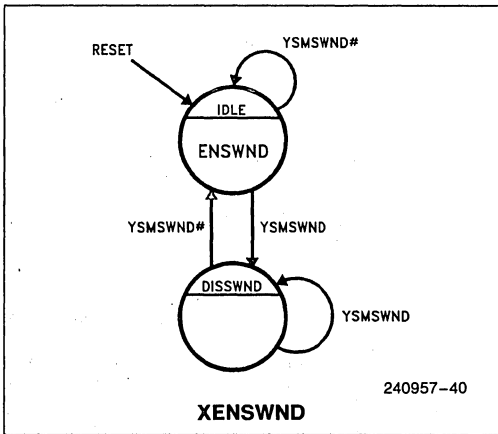 YSMSWND#
RESET
IDLE
ENSWND
YSMSWND# YSMSWND
DISSWND
YSMSWND
240957-40
XENSWND